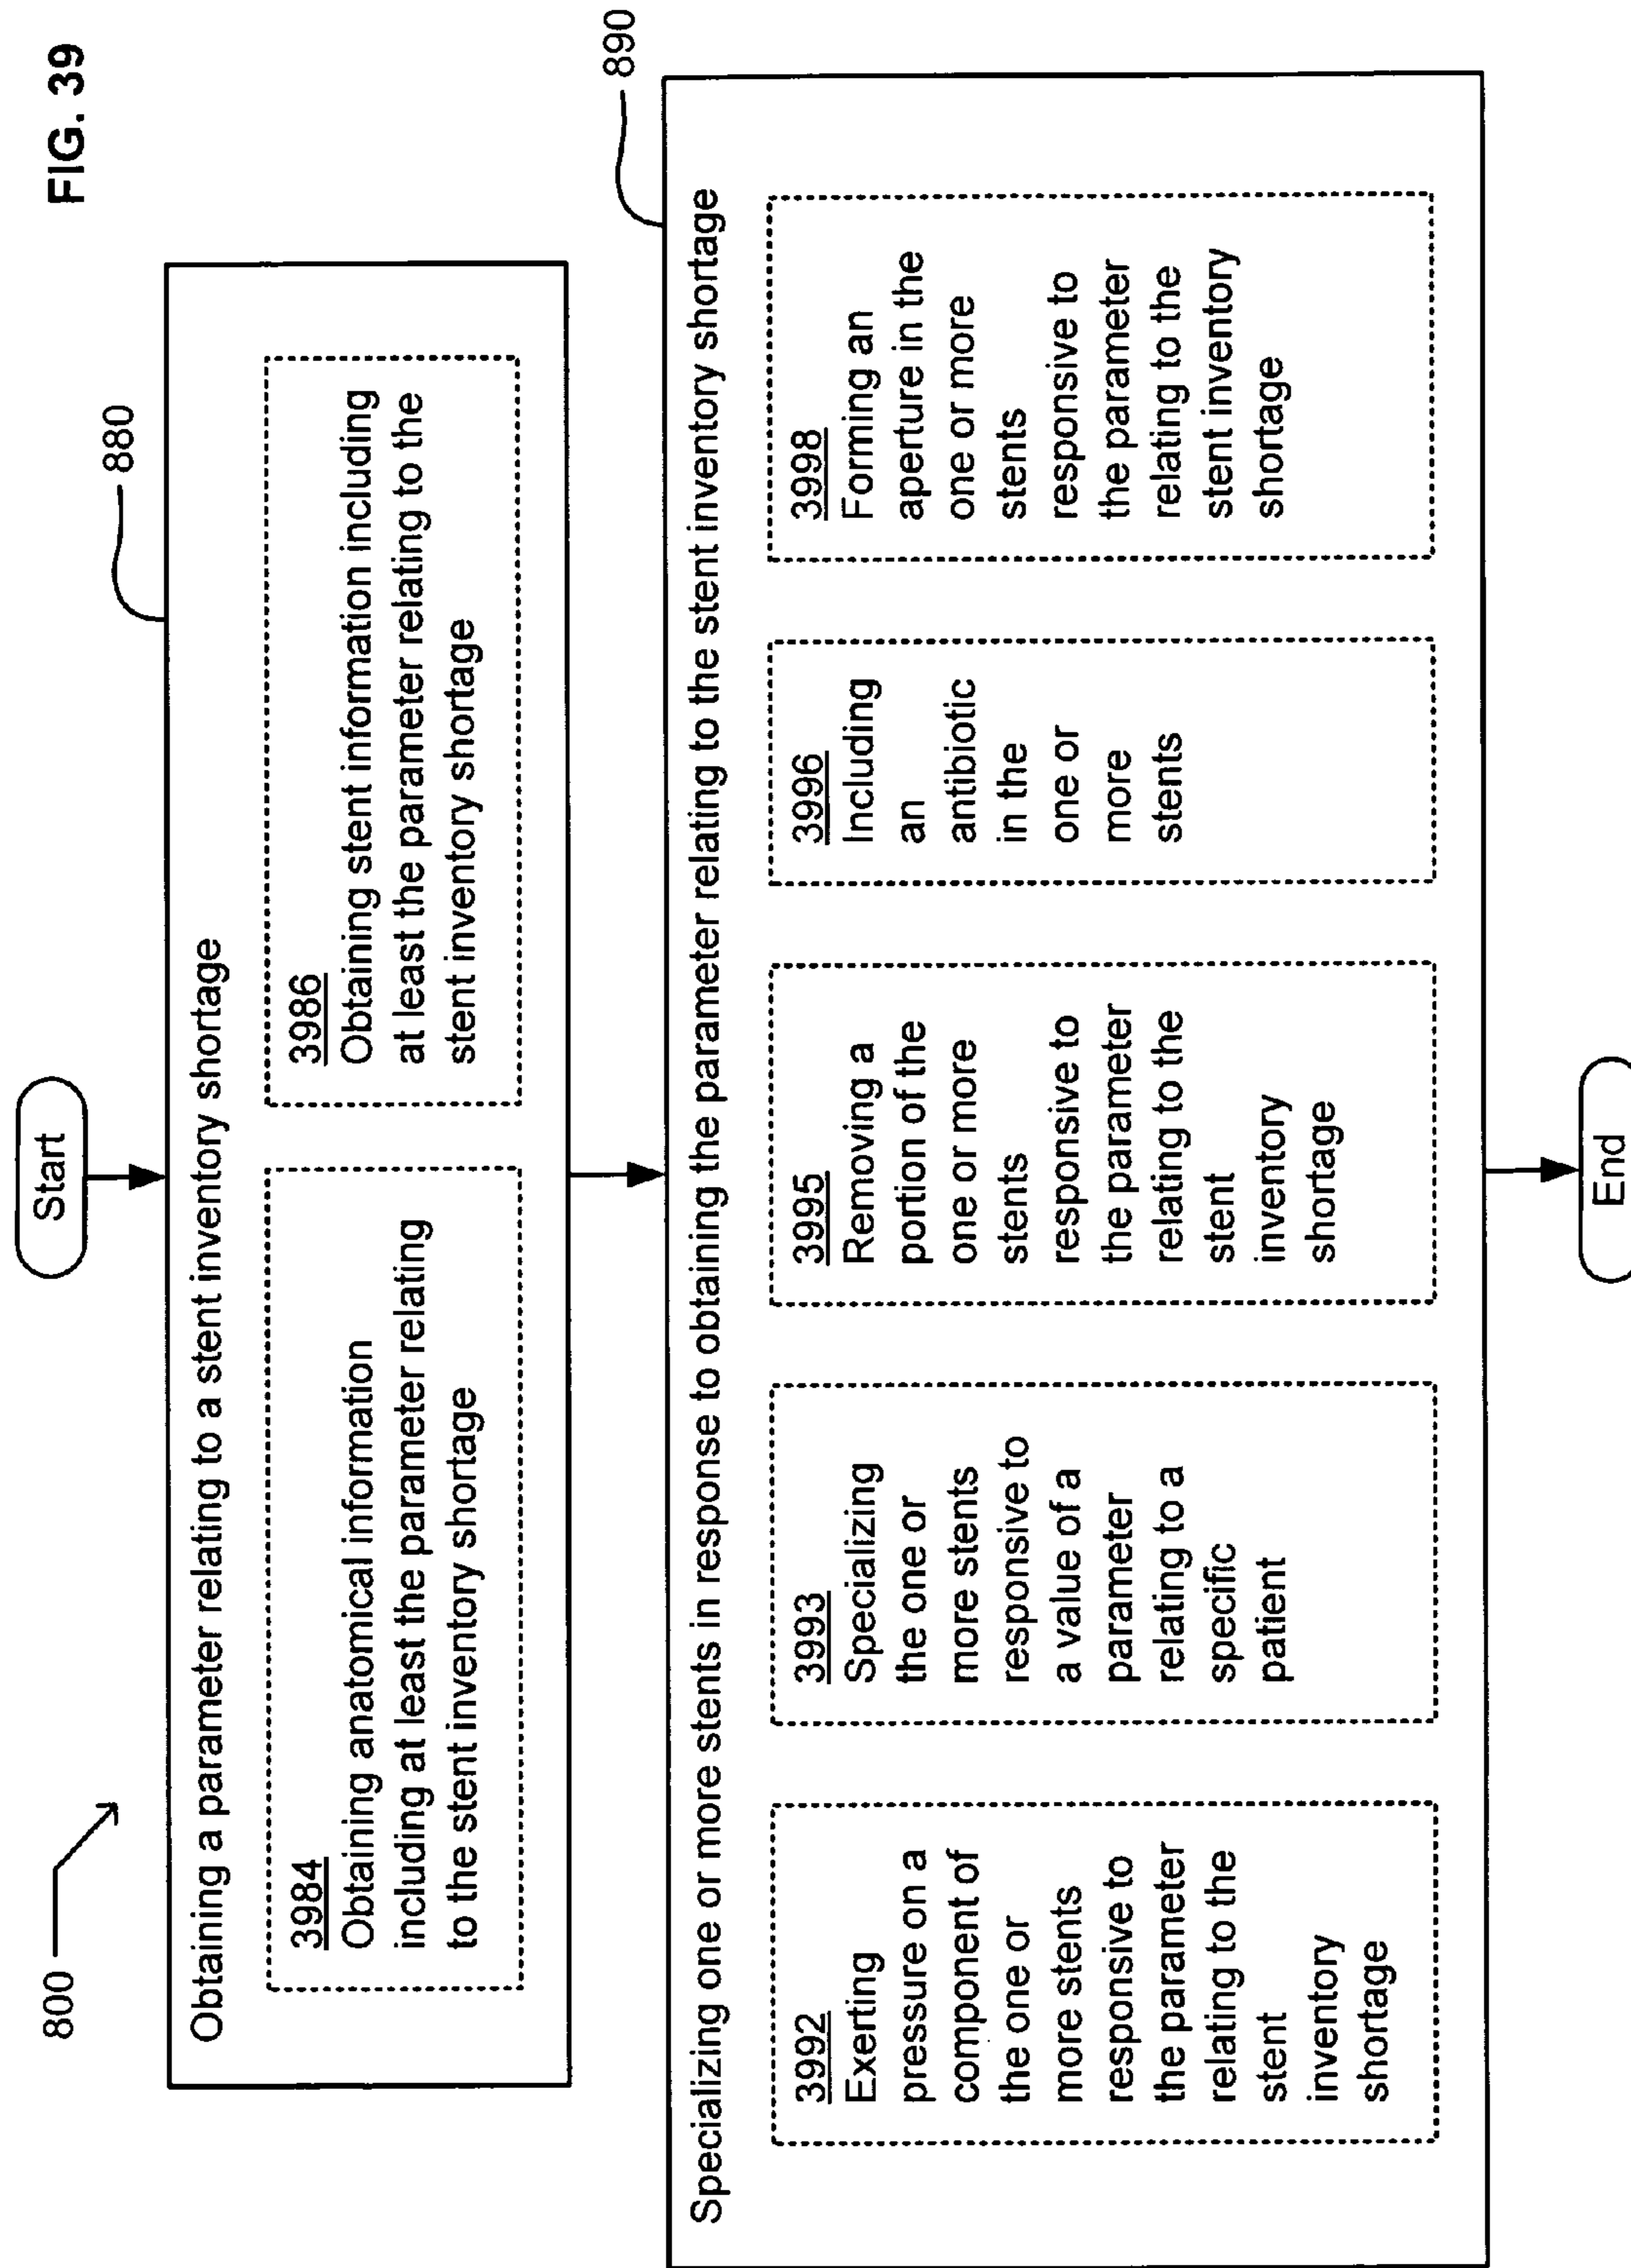 FIG. 39
800
Start
880
Obtaining a parameter relating to a stent inventory shortage
3984
Obtaining anatomical information
including at least the parameter relating
to the stent inventory shortage
3986
Obtaining stent information including
at least the parameter relating to the
stent inventory shortage
890
Specializing one or more stents in response to obtaining the parameter relating to the stent inventory shortage
3992
Exerting
pressure on a
component of
the one or
more stents
responsive to
the parameter
relating to the
stent
inventory
shortage
3993
Specializing
the one or
more stents
responsive to
a value of a
parameter
relating to a
specific
patient
3995
Removing a
portion of the
one or more
stents
responsive to
the parameter
relating to the
stent
inventory
shortage
3996
Including
an
antibiotic
in the
one or
more
stents
3998
Forming an
aperture in the
one or more
stents
responsive to
the parameter
relating to the
stent inventory
shortage
End